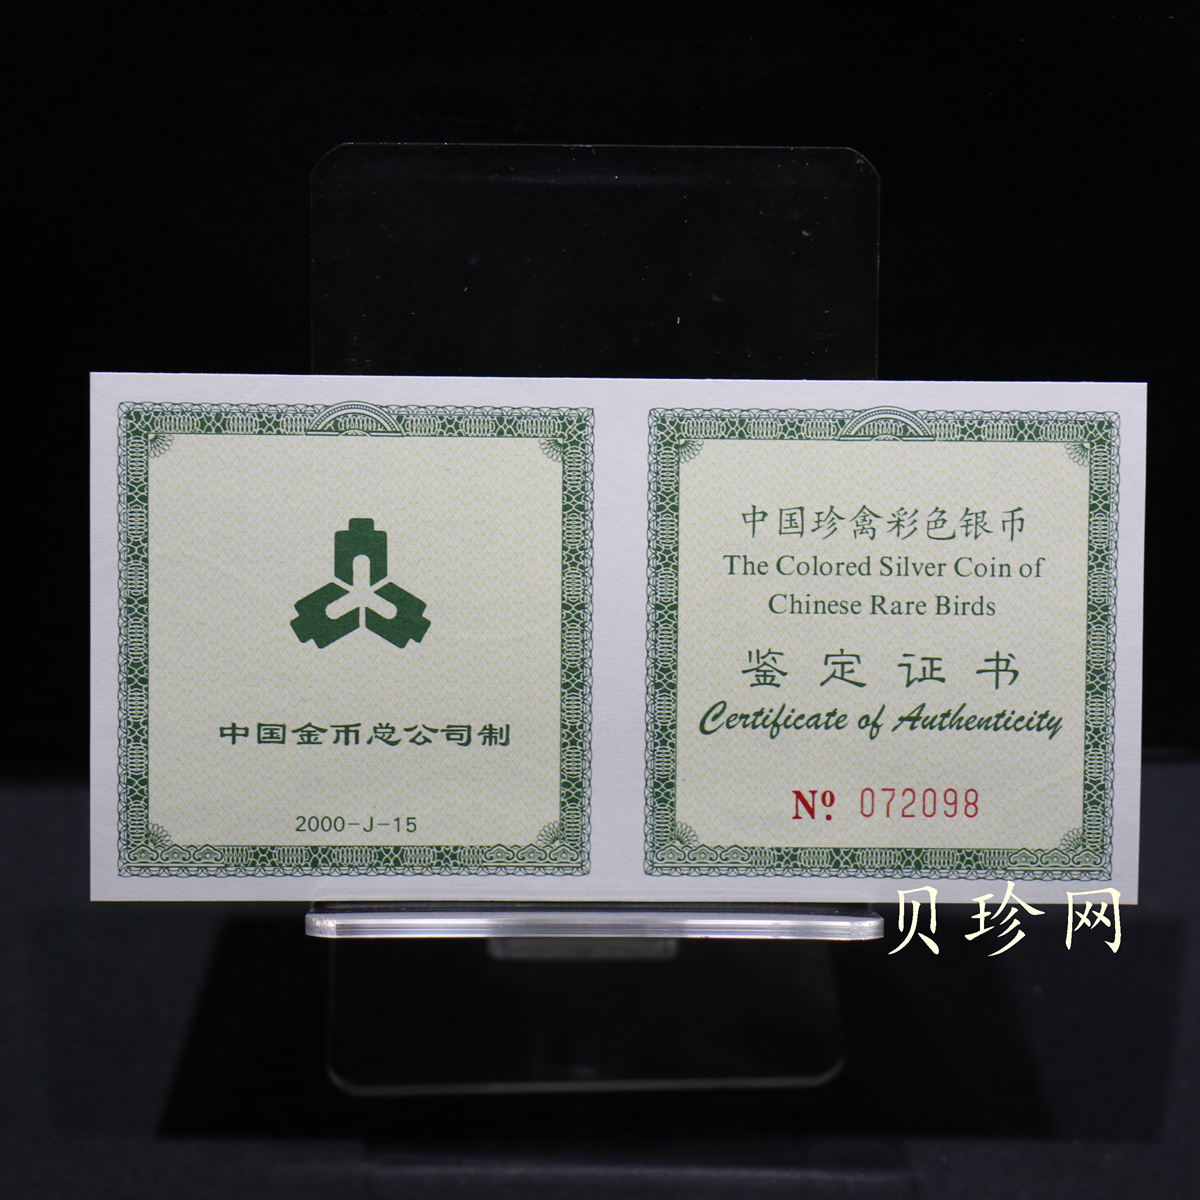 中国金币总公司制
2000-J-15
中国珍禽彩色银币
The Colored Silver Coin of
Chinese Rare Birds
鉴定证书
Certificate of Authenticity
Nº 072098
贝珍网